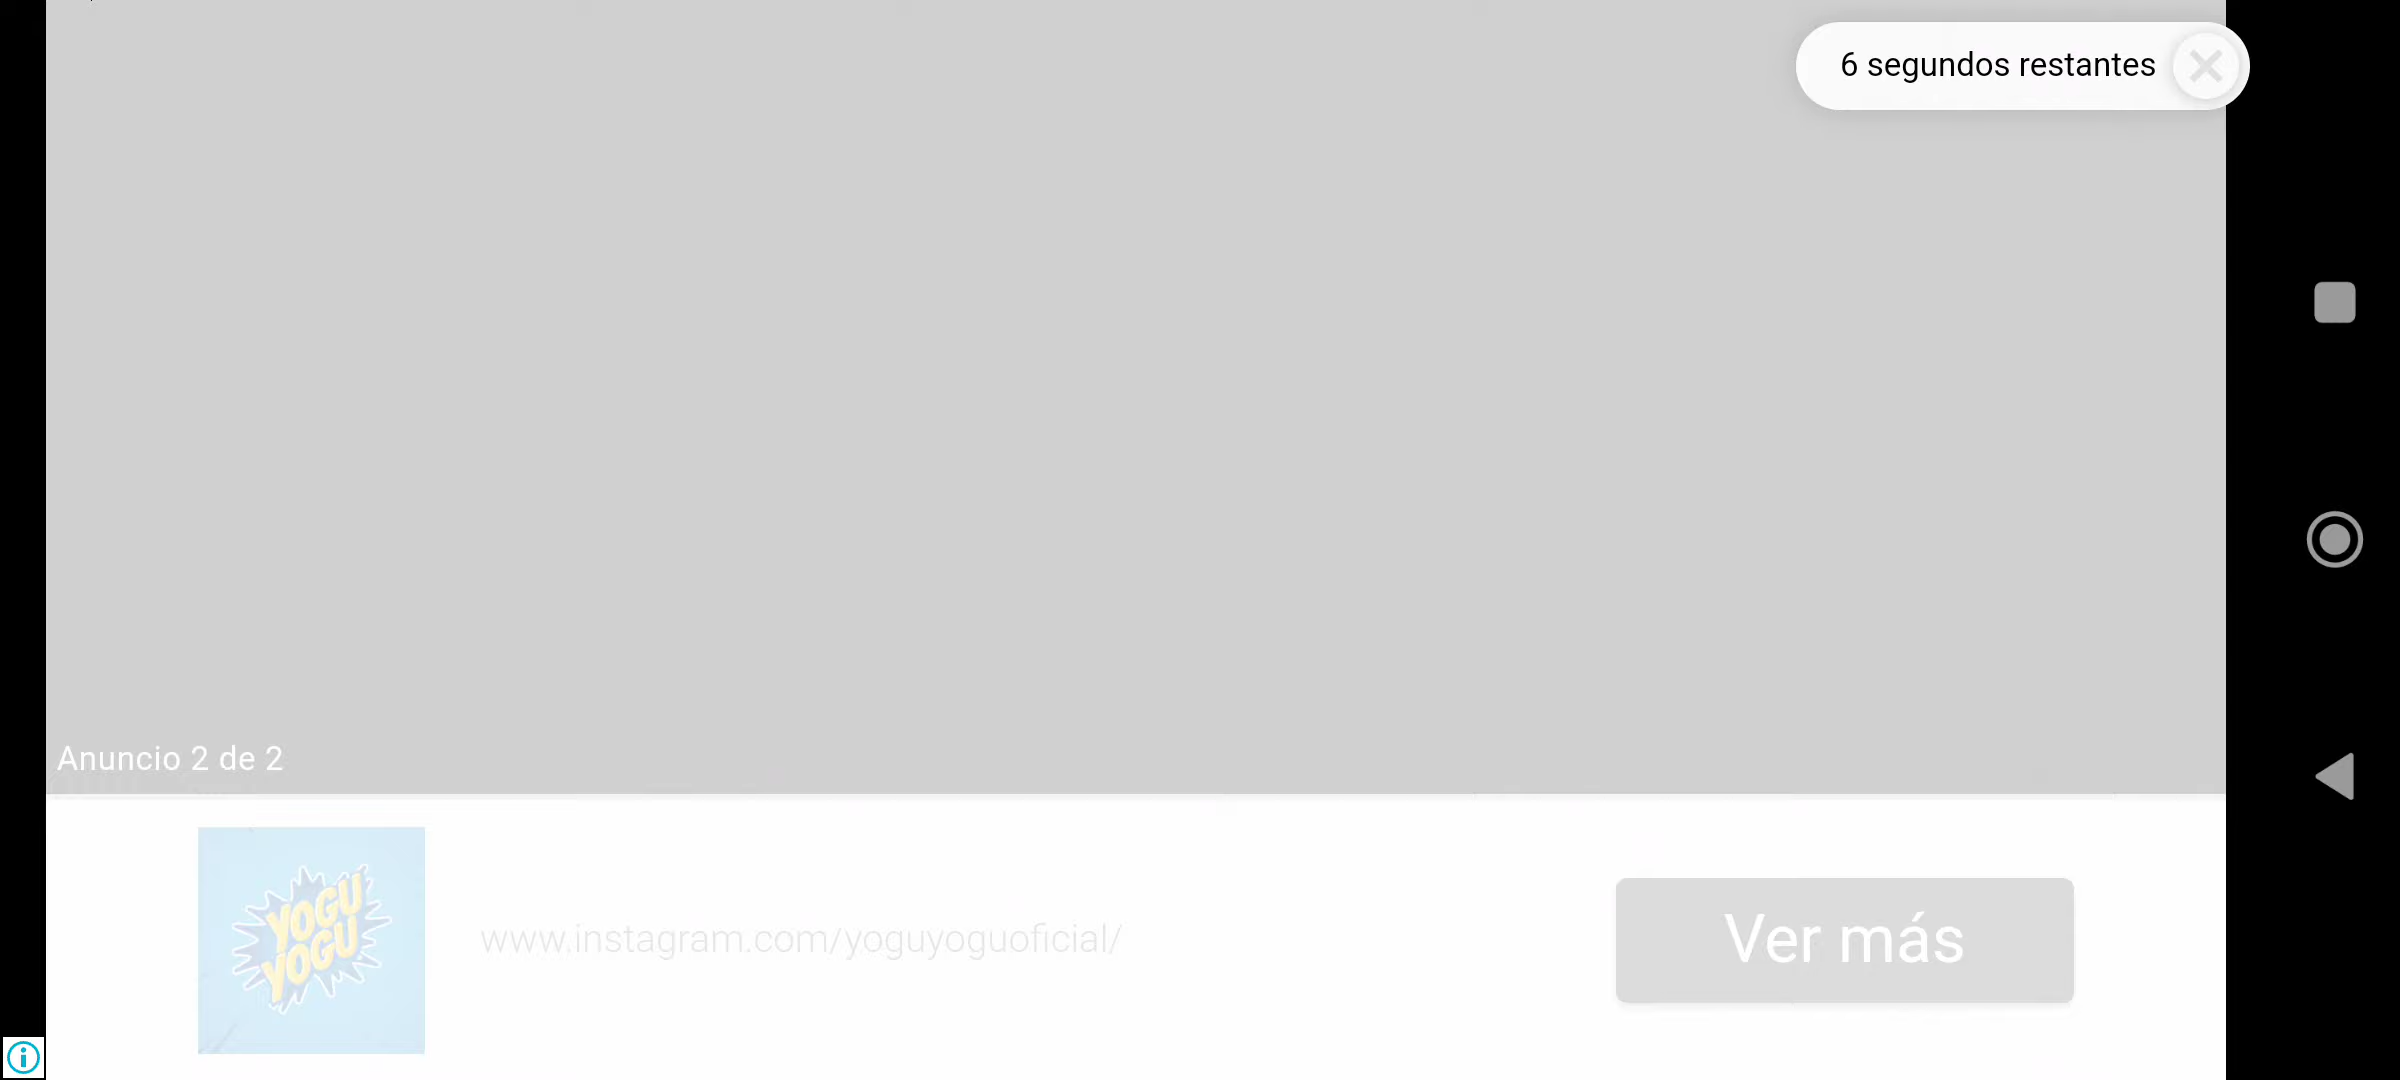 6 segundos restantes
Anuncio 2 de 2
YOGU
YOGU
www.instagram.com/yoguyoguoficial/
Ver más